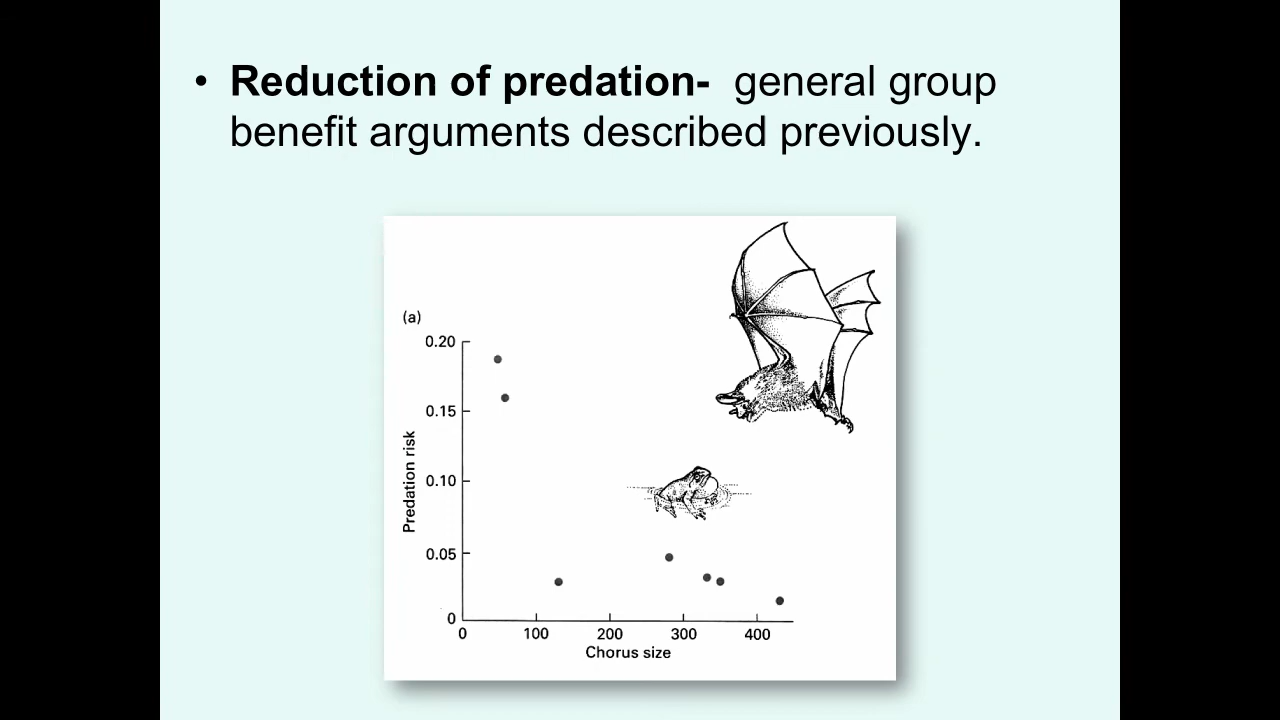 • Reduction of predation- general group
benefit arguments described previously.
(a)
0.20
0.15
0.10
0.05
0
Predation risk
0 100 200 300 400
Chorus size